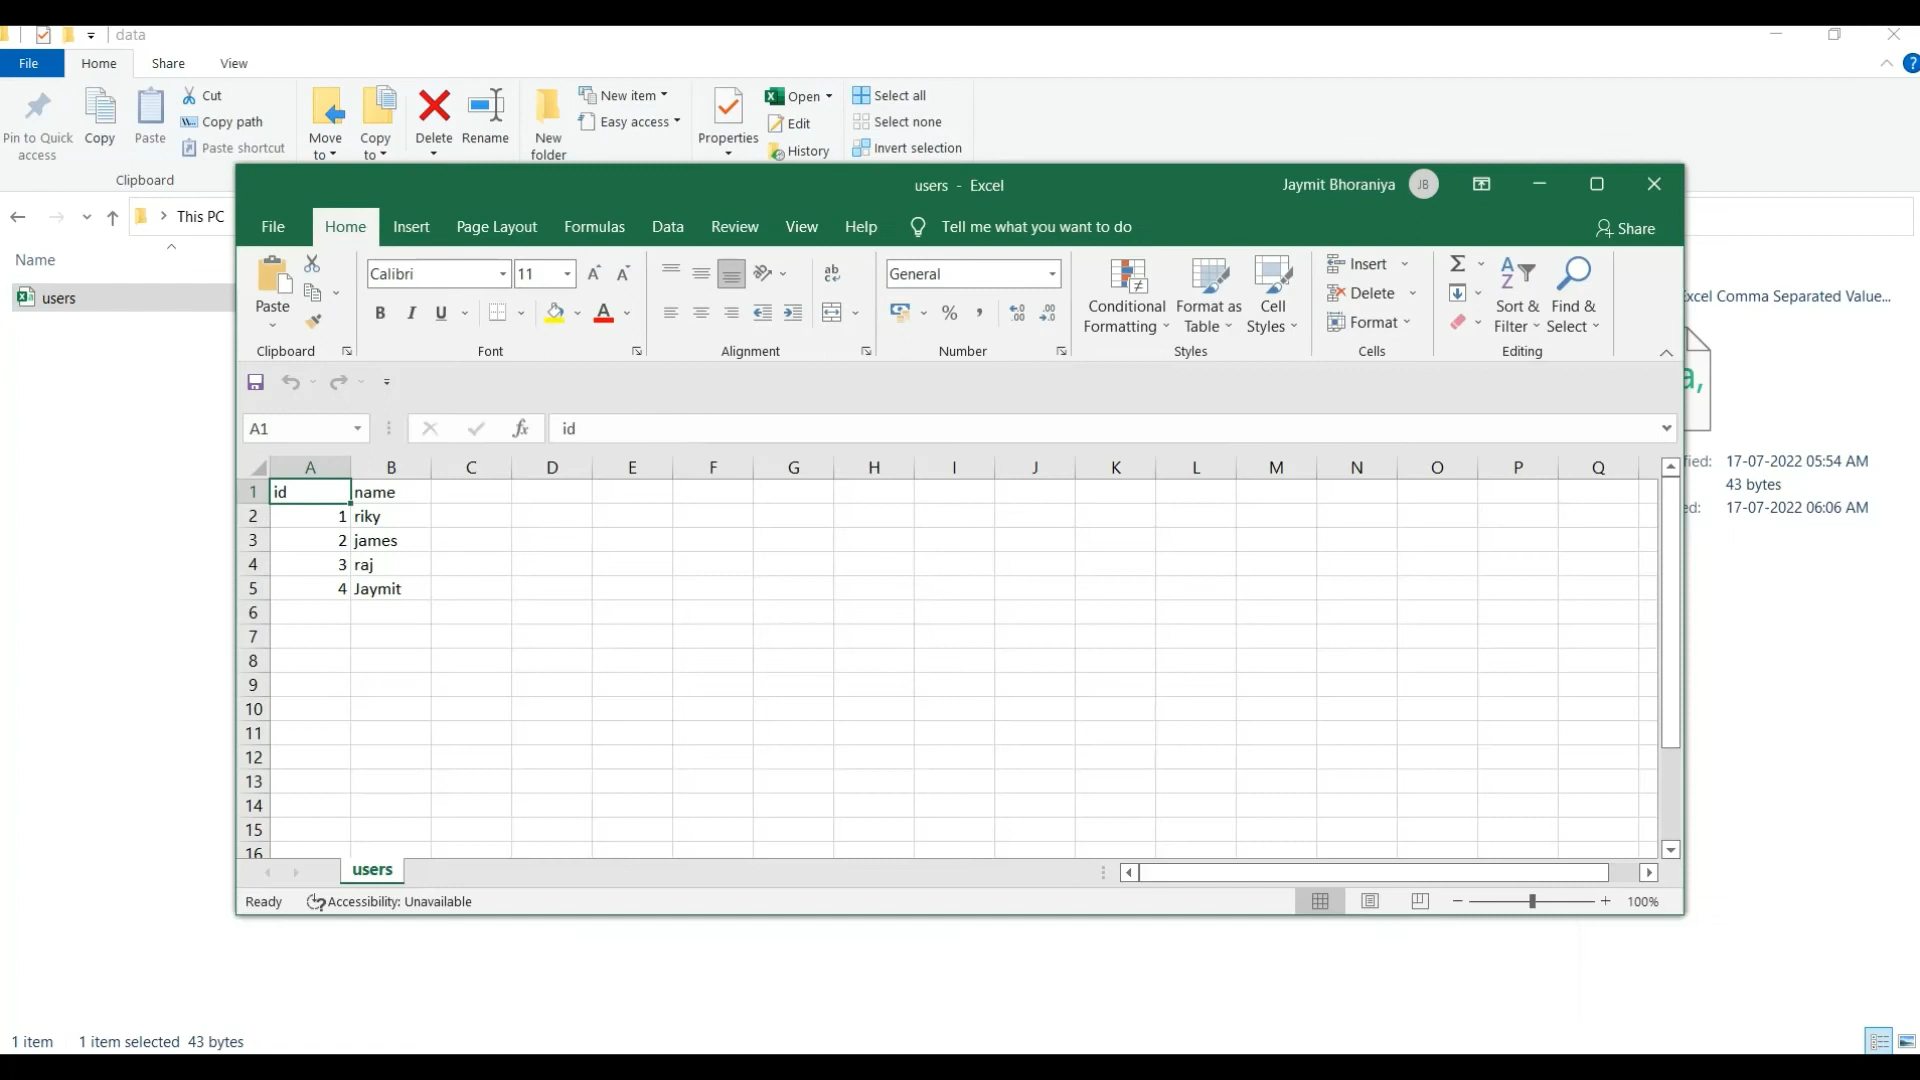 data
File Home Share View
Pin to Quick access
Copy
Paste
Cut
Copy path
Paste shortcut
Clipboard
Move to
Copy to
Delete
Rename
New folder
New item
Easy access
Properties
Open
Edit
History
Select all
Select none
Invert selection
This PC
Name
users
users - Excel
Jaymit Bhoraniya
JB
File Home Insert Page Layout Formulas Data Review View Help Tell me what you want to do
Share
Paste
Clipboard
Calibri 11
B I U
Font
Alignment
General
Number
Conditional Formatting
Format as Table
Cell Styles
Styles
Insert
Delete
Format
Cells
Sort & Filter
Find & Select
Editing
A1 fx id
A B C D E F G H I J K L M N O P Q
1 id name
2 1 riky
3 2 james
4 3 raj
5 4 Jaymit
6
7
8
9
10
11
12
13
14
15
16
users
Ready Accessibility: Unavailable
100%
Excel Comma Separated Value...
a,
17-07-2022 05:54 AM
43 bytes
17-07-2022 06:06 AM
1 item 1 item selected 43 bytes